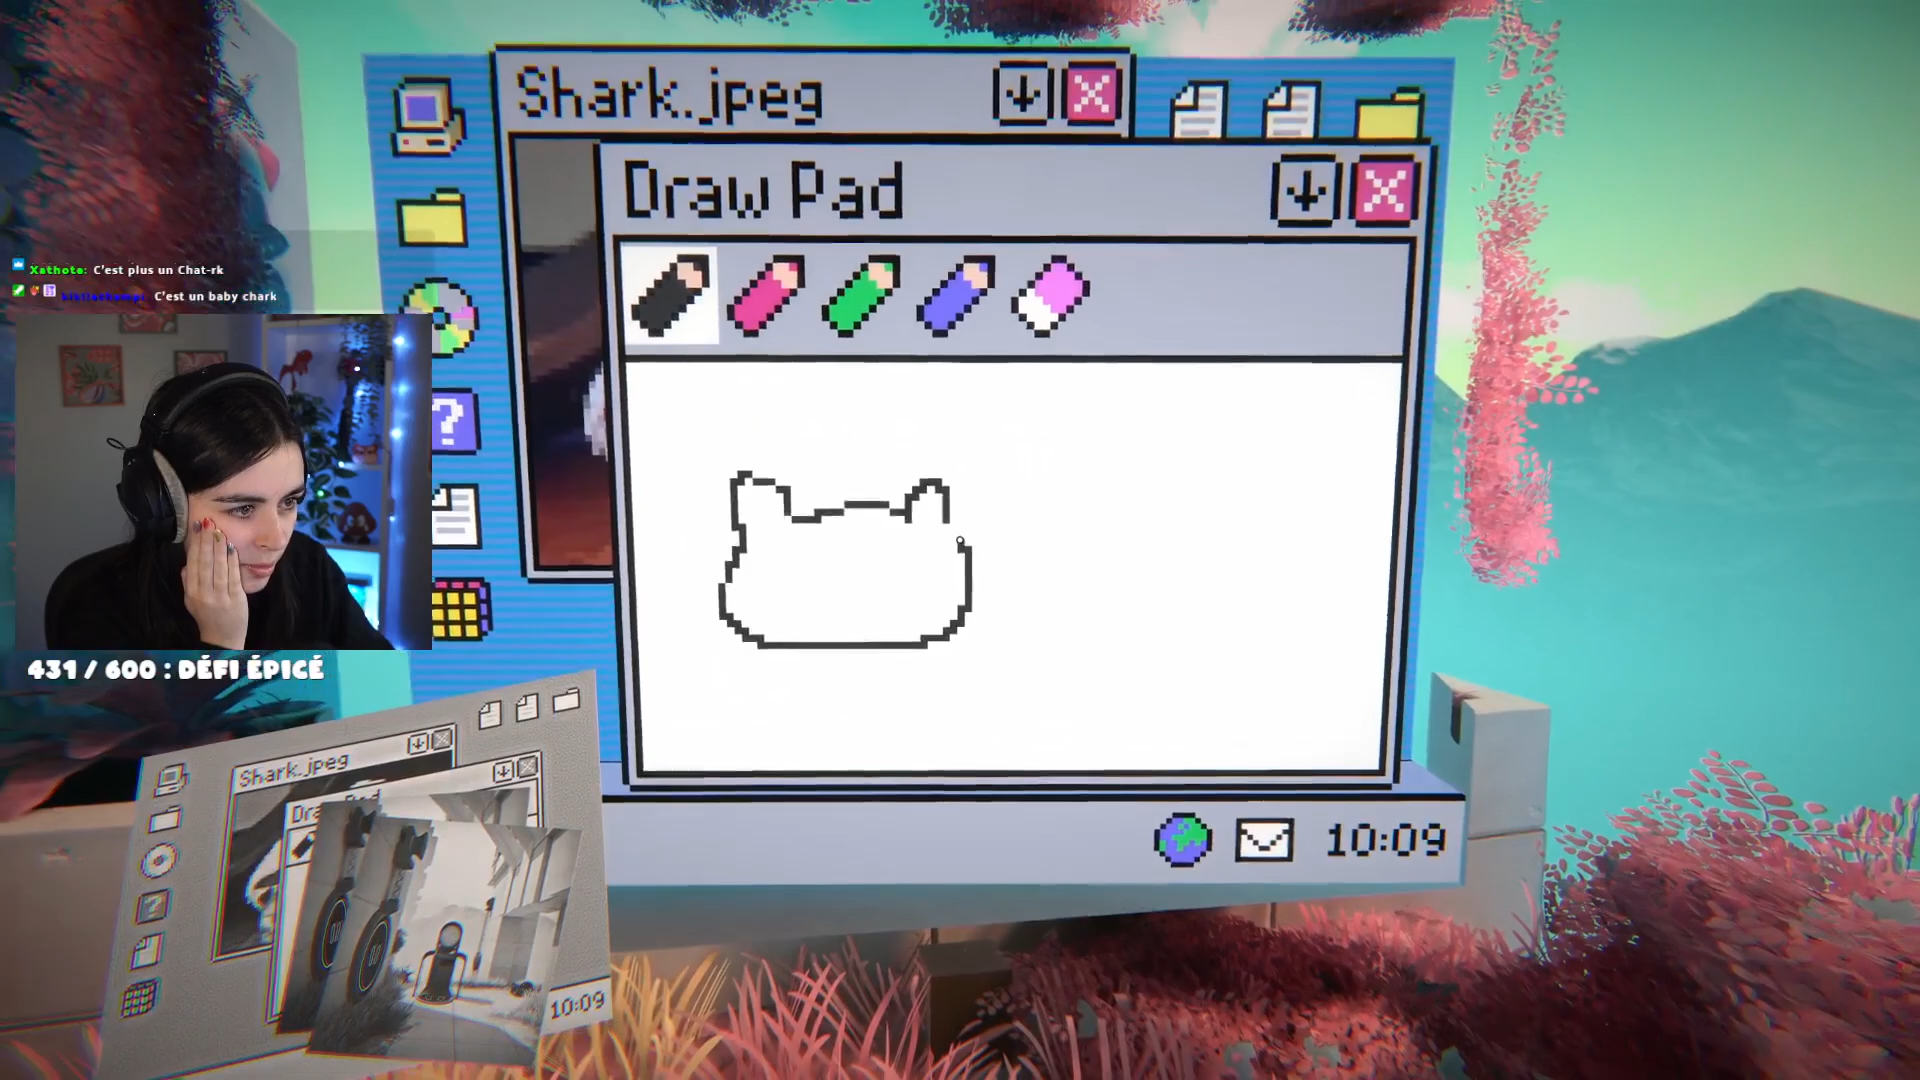 Shark.jpeg
Draw Pad
Xathote: C'est plus un Chat-rk
C'est un baby chark
431 / 600 : DÉFI ÉPICÉ
Shark.jpeg
10:09
10:09